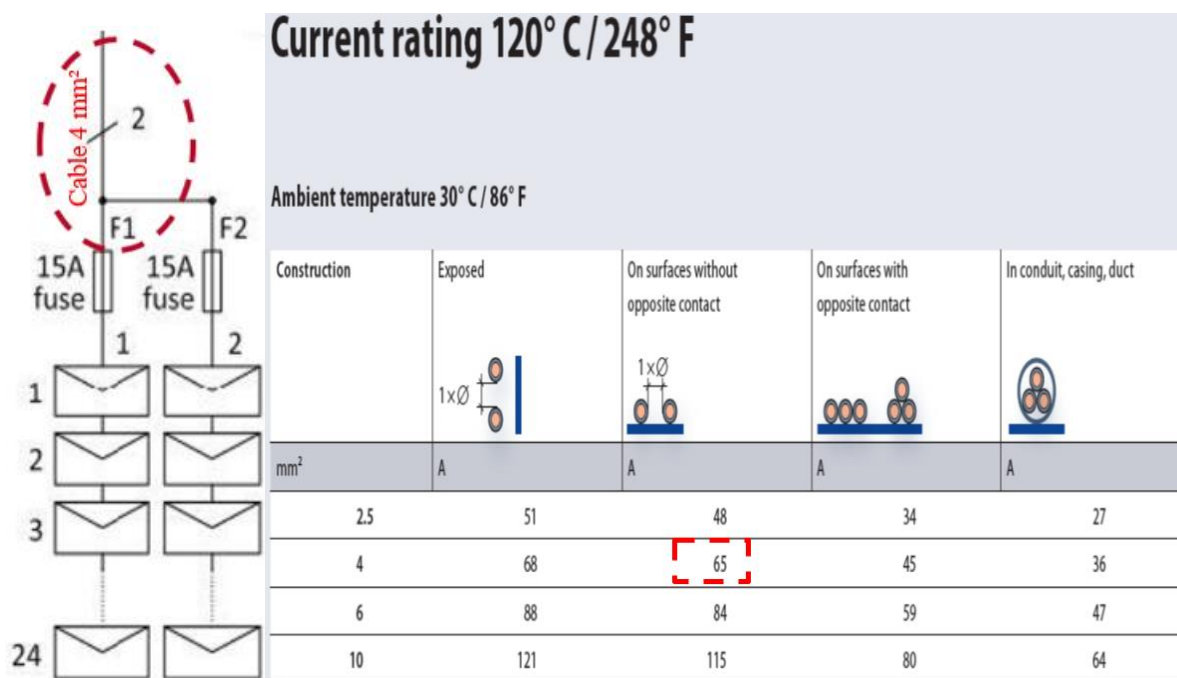 Current rating 120° C / 248° F
Ambient temperature 30° C / 86° F
Cable 4 mm²
2
F1 F2
15A 15A
fuse fuse
1 2
1
2
3
24
Construction Exposed On surfaces without On surfaces with In conduit, casing, duct
opposite contact opposite contact
1xØ 1xØ
mm² A A A A
2.5 51 48 34 27
4 68 65 45 36
6 88 84 59 47
10 121 115 80 64